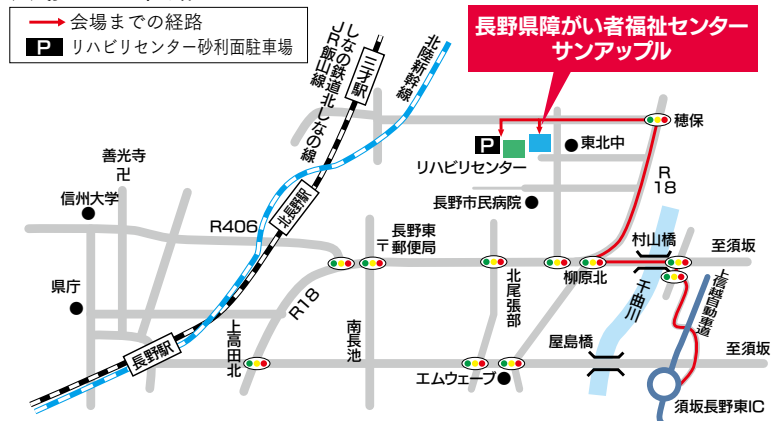 会場までの経路
P リハビリセンター砂利面駐車場
長野県障がい者福祉センター
サンアップル
しなの鉄道北しなの線
JR飯山線
三才駅
北陸新幹線
穂保
P
リハビリセンター
東北中
R18
善光寺
卍
信州大学
北長野駅
長野市民病院
R406
長野東
〒郵便局
村山橋
至須坂
柳原北
県庁
R18
北尾張部
千曲川
上信越自動車道
上高田北
南長池
屋島橋
至須坂
長野駅
エムウェーブ
須坂長野東IC